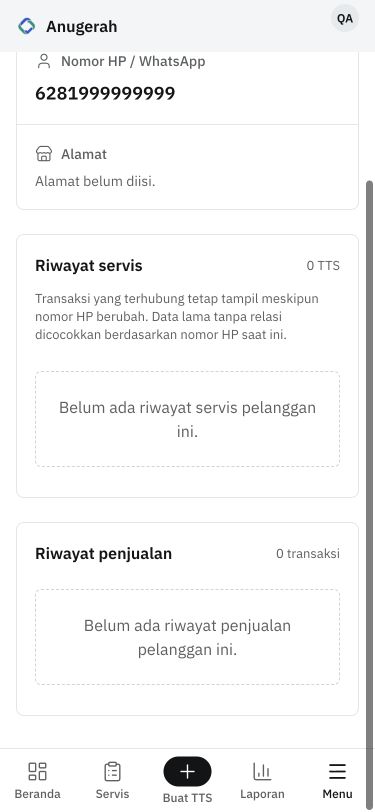 Anugerah
QA
Nomor HP / WhatsApp
6281999999999
Alamat
Alamat belum diisi.
Riwayat servis
0 TTS
Transaksi yang terhubung tetap tampil meskipun
nomor HP berubah. Data lama tanpa relasi
dicocokkan berdasarkan nomor HP saat ini.
Belum ada riwayat servis pelanggan
ini.
Riwayat penjualan
0 transaksi
Belum ada riwayat penjualan
pelanggan ini.
Beranda
Servis
Buat TTS
Laporan
Menu